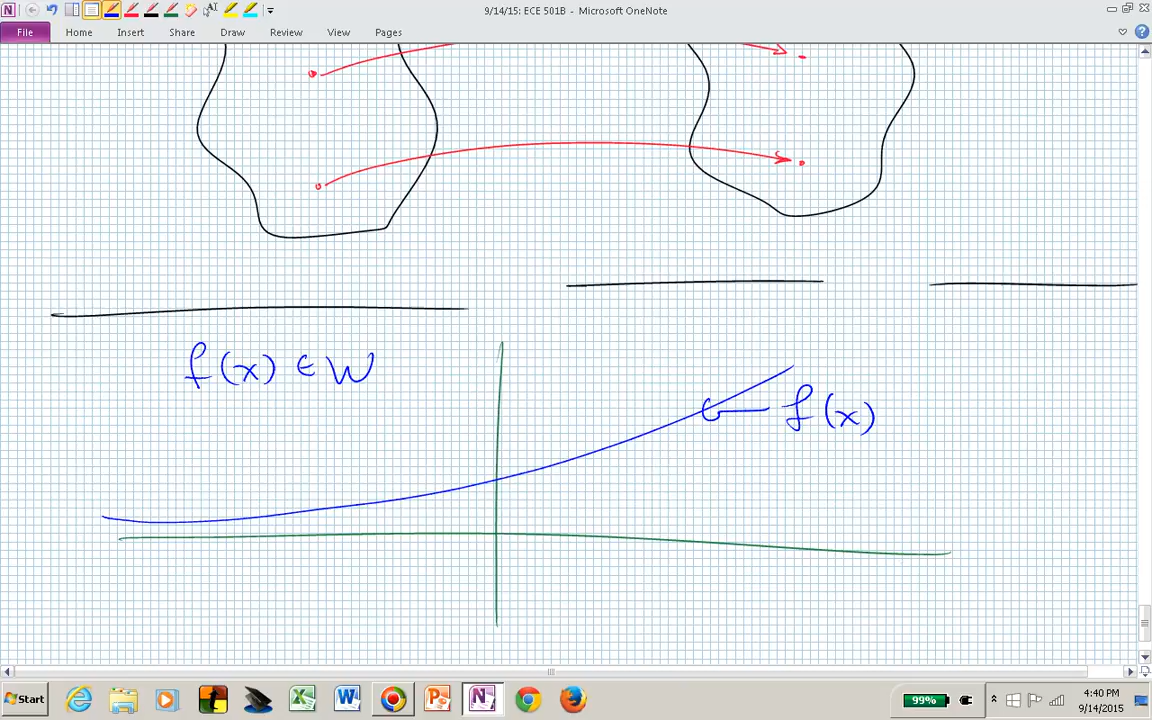 9/14/15: ECE 501B - Microsoft OneNote
File Home Insert Share Draw Review View Pages
f(x) ∈ W
f(x)
Start
99%
4:40 PM
9/14/2015